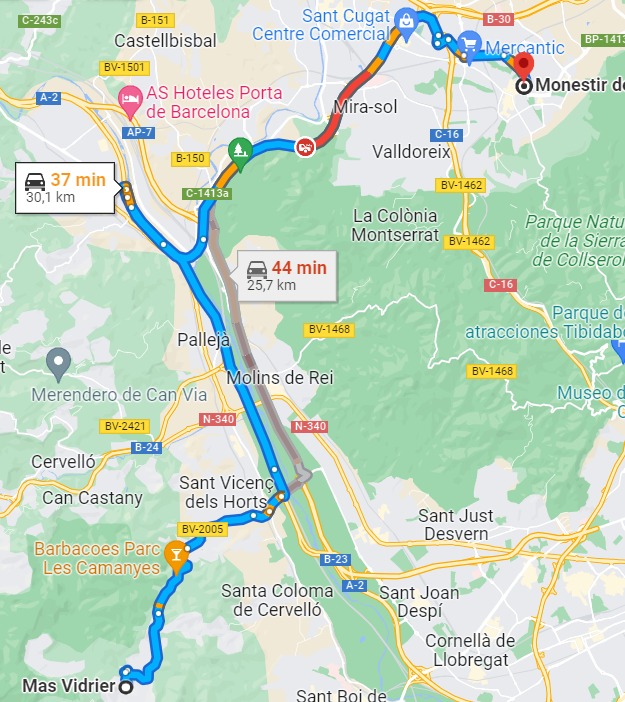 C-243c
B-151
Sant Cugat
Centre Comercial
B-30
BP-1413
Castellbisbal
Mercantic
BV-1501
A-2
AS Hoteles Porta
de Barcelona
Monestir de
AP-7
Mira-sol
C-16
Valldoreix
B-150
37 min
30,1 km
C-1413a
BV-1462
La Colònia
Montserrat
Parque Natu
de la Sierra
de Collsero
BV-1462
44 min
25,7 km
C-16
Parque de
atracciones Tibidabo
BV-1468
Pallejà
Molins de Rei
BV-1468
Merendero de Can Via
Museo d
C
N-340
N-340
BV-2421
B-24
Cervelló
Can Castany
Sant Vicenç
dels Horts
Sant Just
Desvern
BV-2005
Barbacoes Parc
Les Camanyes
B-23
A-2
Santa Coloma
de Cervelló
Sant Joan
Despí
Cornellà de
Llobregat
Mas Vidrier
Sant Boi de